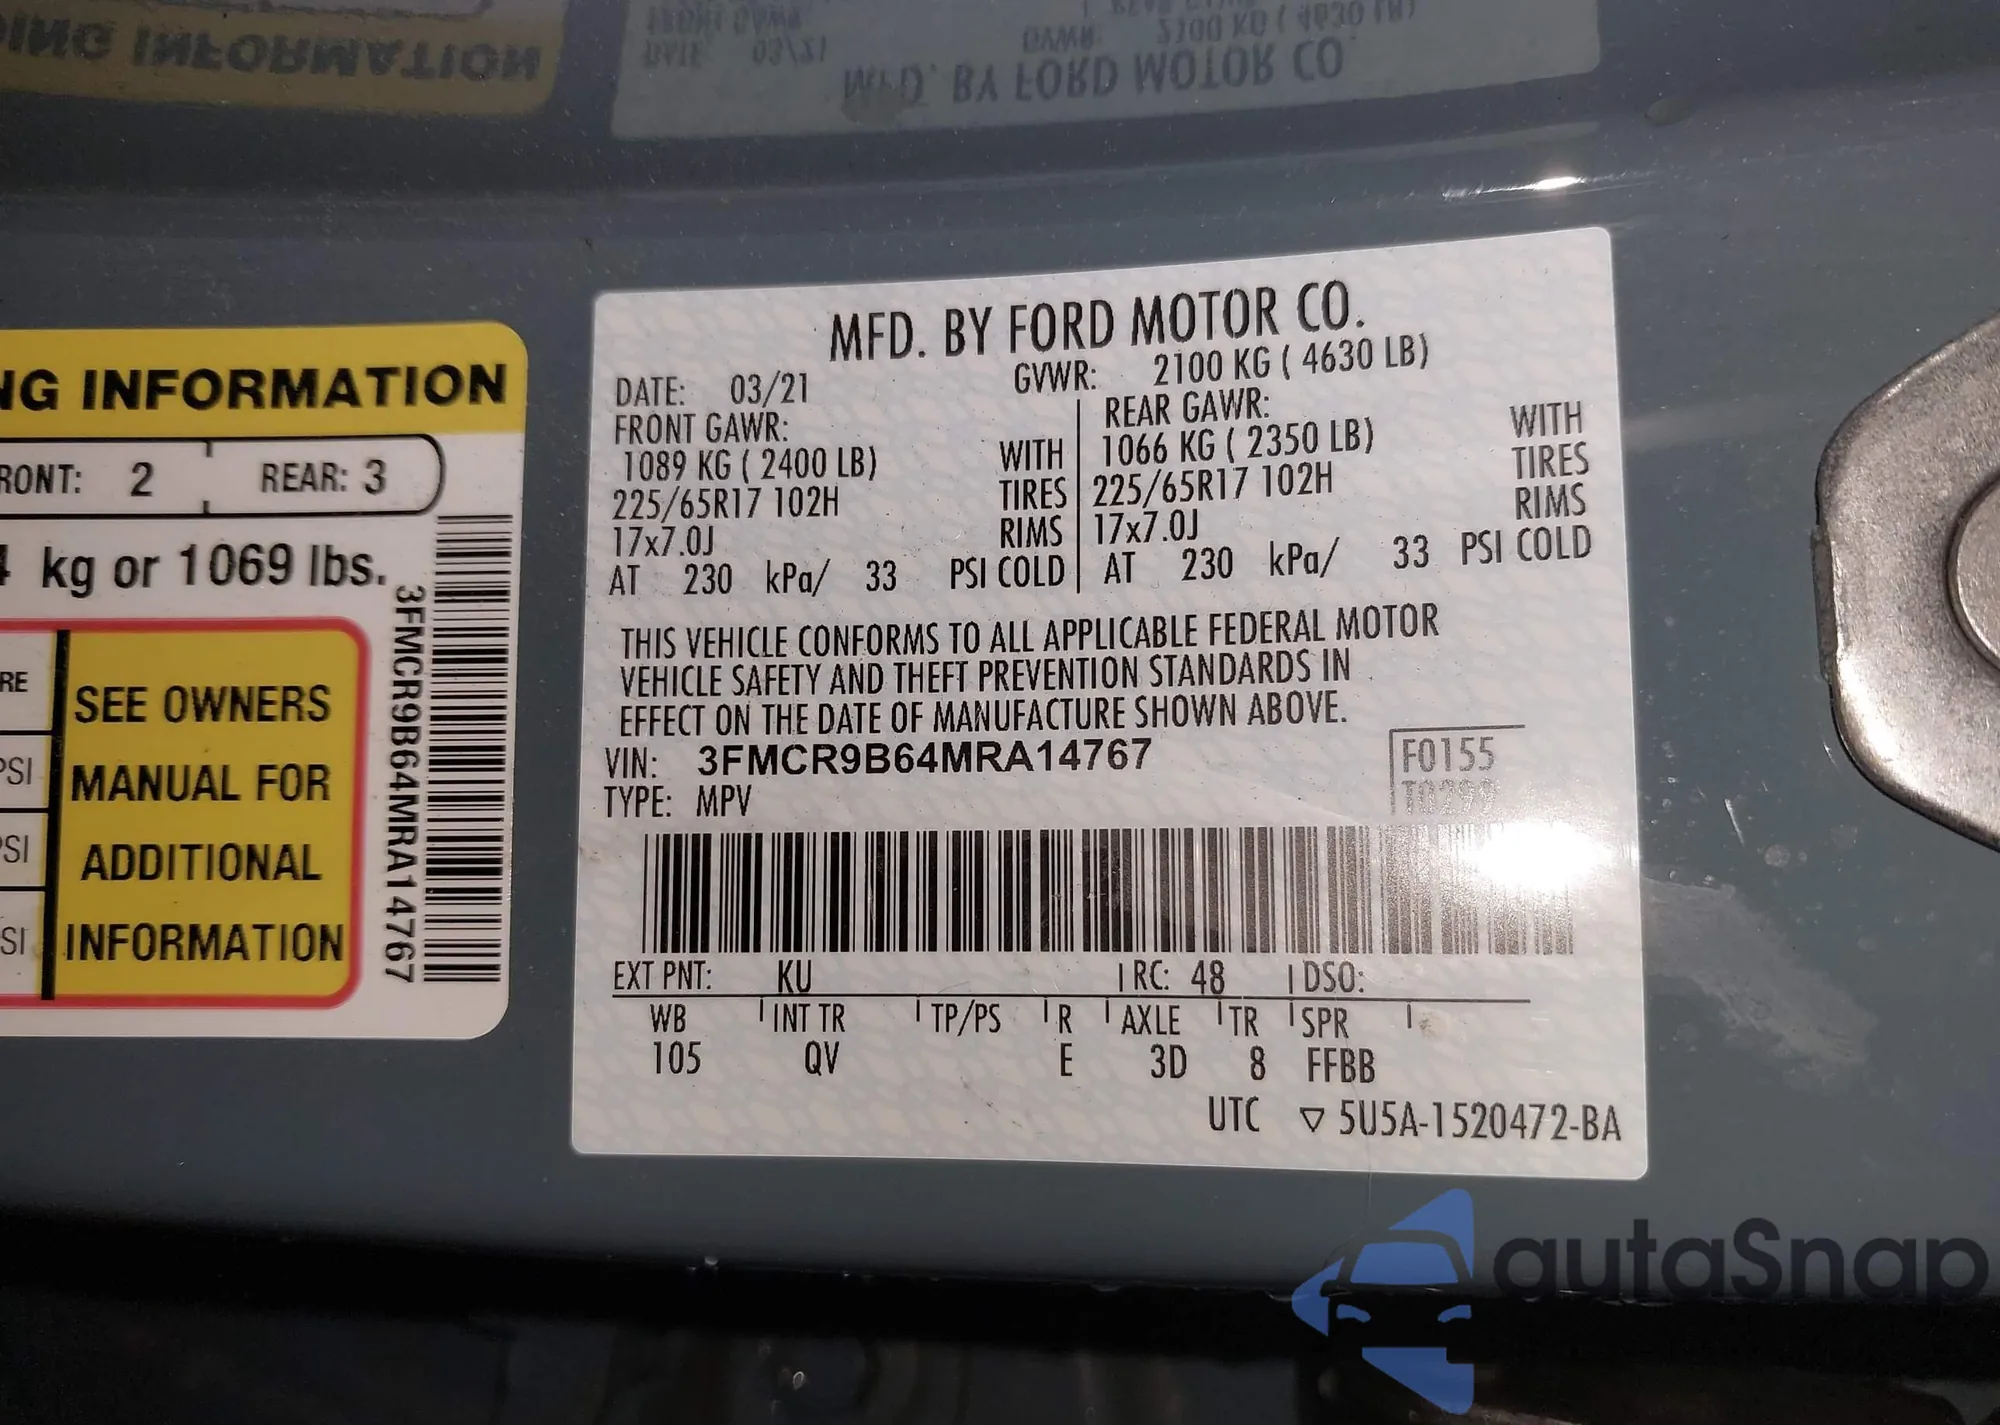 NG INFORMATION
RONT: 2 REAR: 3
4 kg or 1069 lbs.
RE
PSI
PSI
SI
SEE OWNERS
MANUAL FOR
ADDITIONAL
INFORMATION
3FMCR9B64MRA14767
MFD. BY FORD MOTOR CO.
DATE: 03/21 GVWR: 2100 KG ( 4630 LB)
FRONT GAWR: REAR GAWR:
1089 KG ( 2400 LB) WITH 1066 KG ( 2350 LB) WITH
225/65R17 102H TIRES 225/65R17 102H TIRES
17x7.0J RIMS 17x7.0J RIMS
AT 230 kPa/ 33 PSI COLD AT 230 kPa/ 33 PSI COLD
THIS VEHICLE CONFORMS TO ALL APPLICABLE FEDERAL MOTOR
VEHICLE SAFETY AND THEFT PREVENTION STANDARDS IN
EFFECT ON THE DATE OF MANUFACTURE SHOWN ABOVE.
VIN: 3FMCR9B64MRA14767 F0155
TYPE: MPV T0299
EXT PNT: KU RC: 48 DSO:
WB INT TR TP/PS R AXLE TR SPR
105 QV E 3D 8 FFBB
UTC ▽ 5U5A-1520472-BA
autoSnap